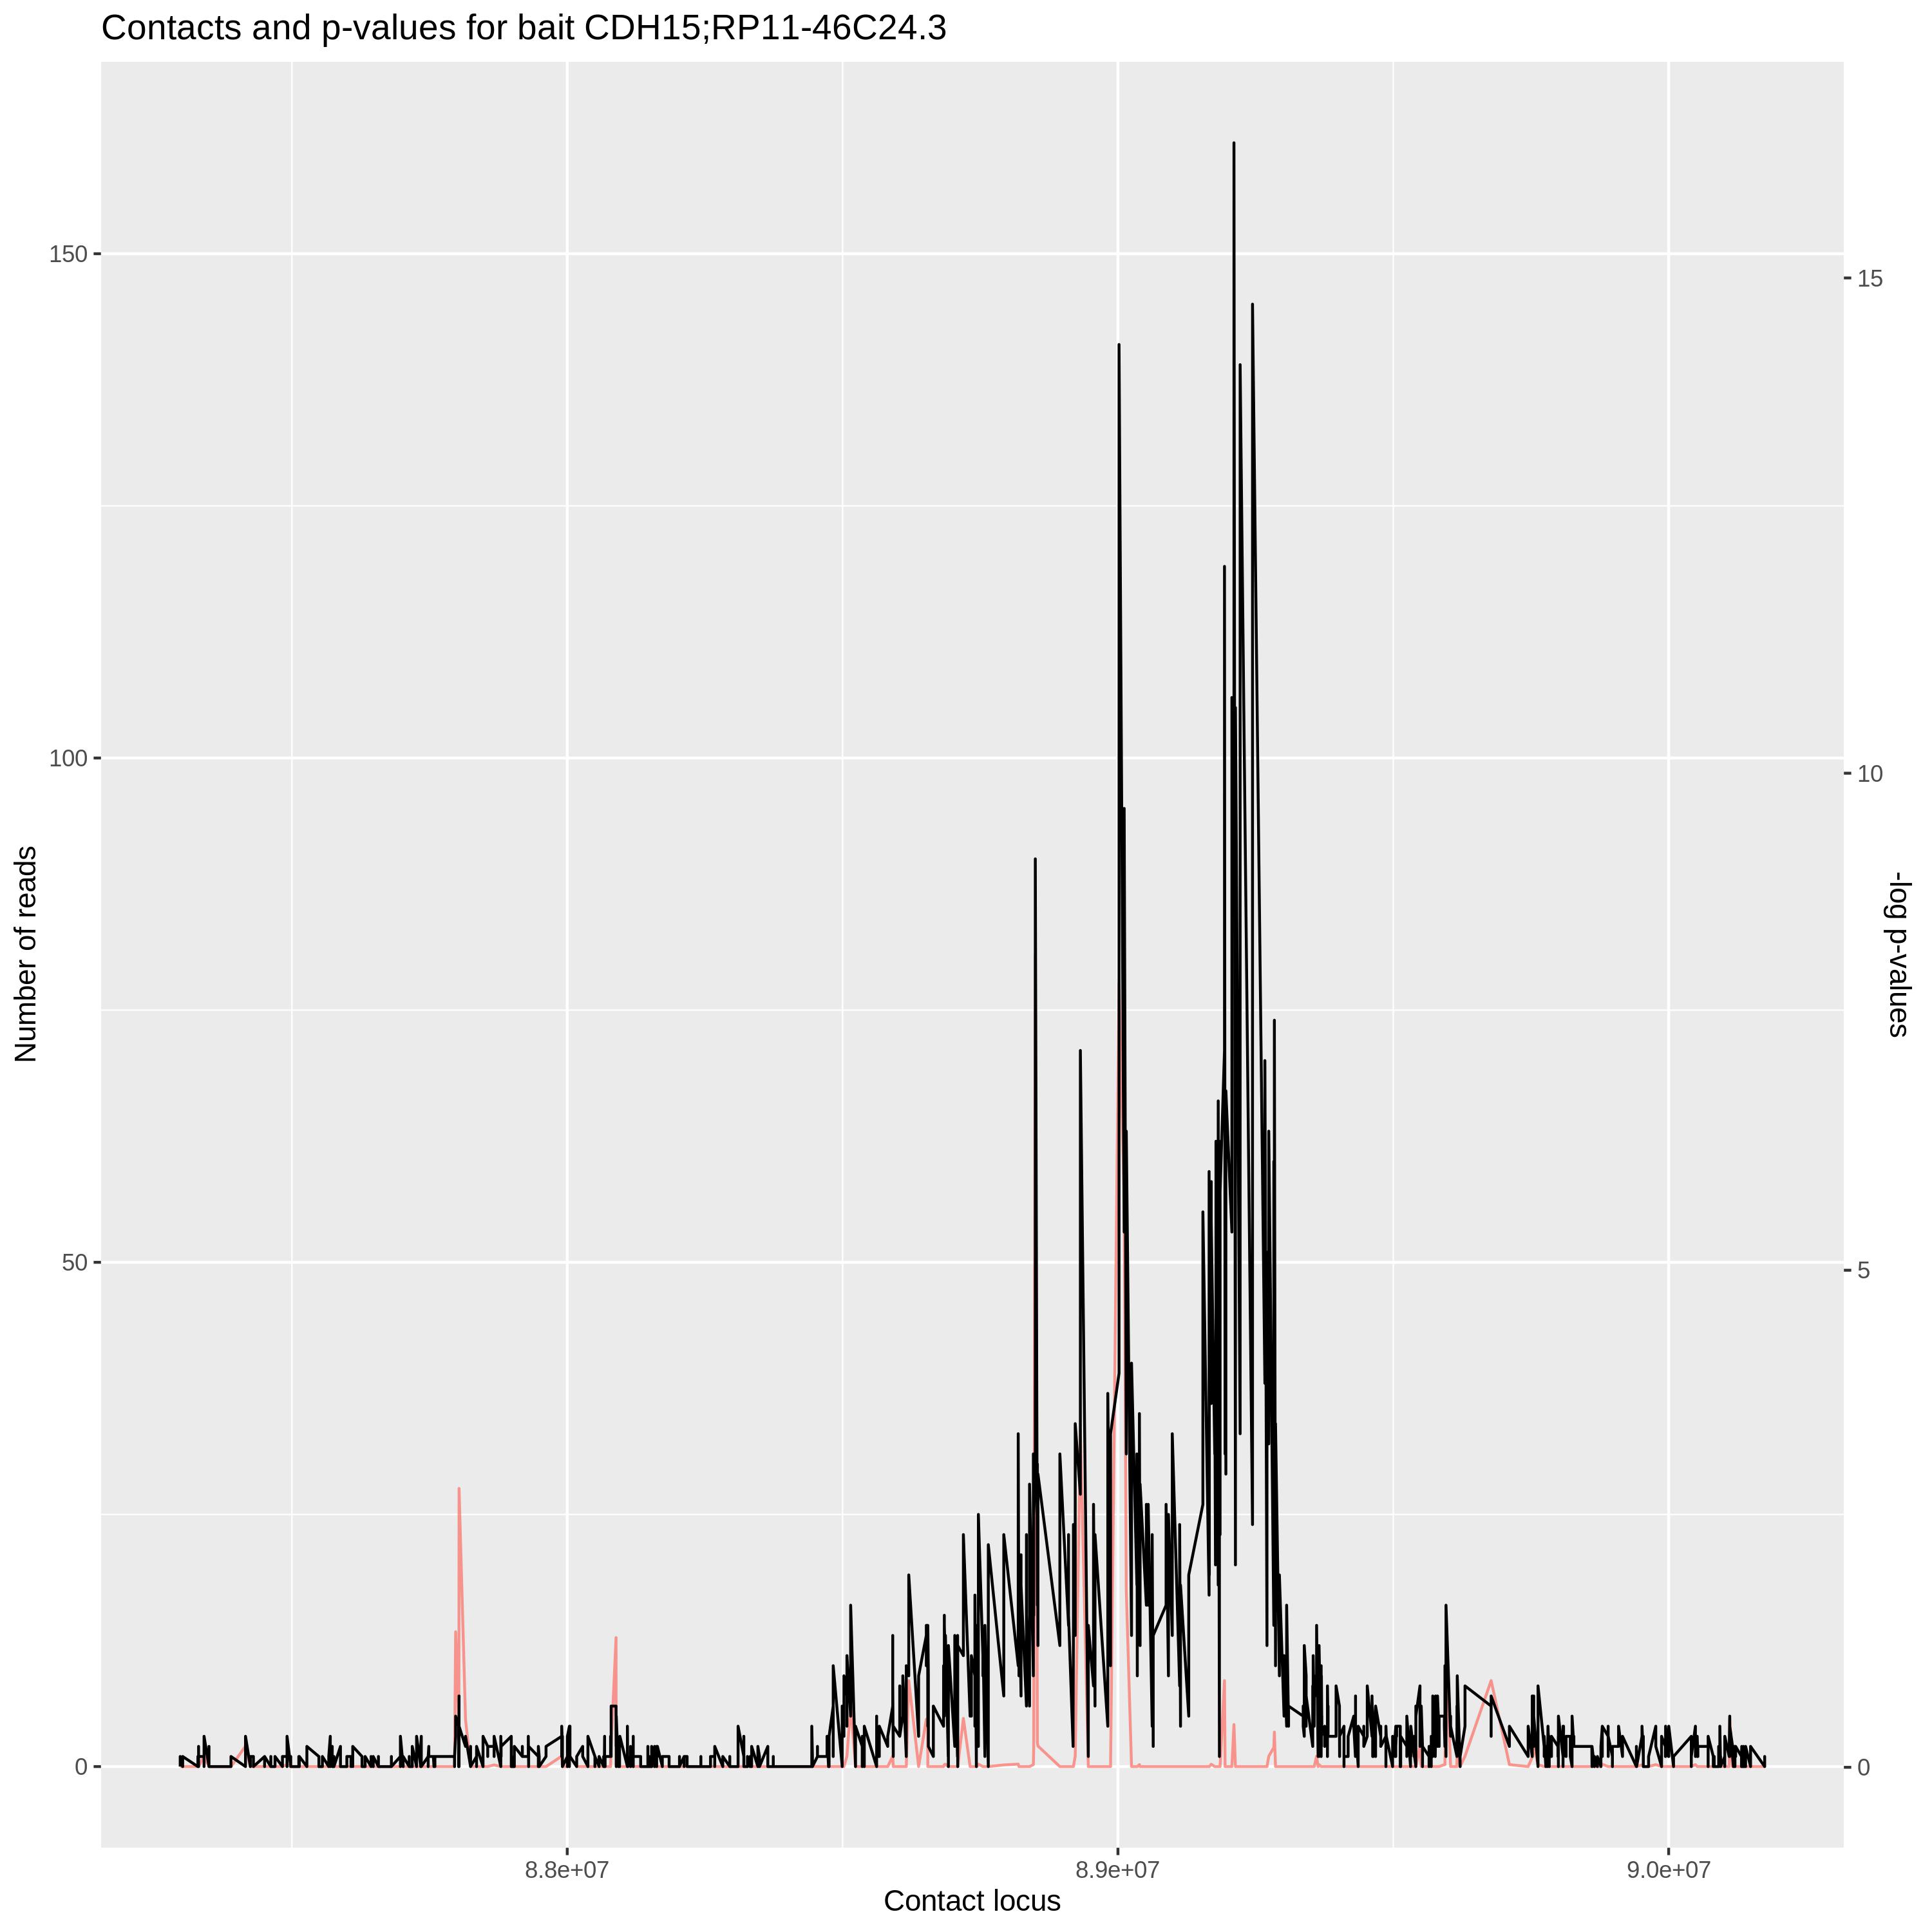 Contacts and p-values for bait CDH15;RP11-46C24.3
150
100
50
0
15
10
5
0
Number of reads
-log p-values
8.8e+07
8.9e+07
9.0e+07
Contact locus